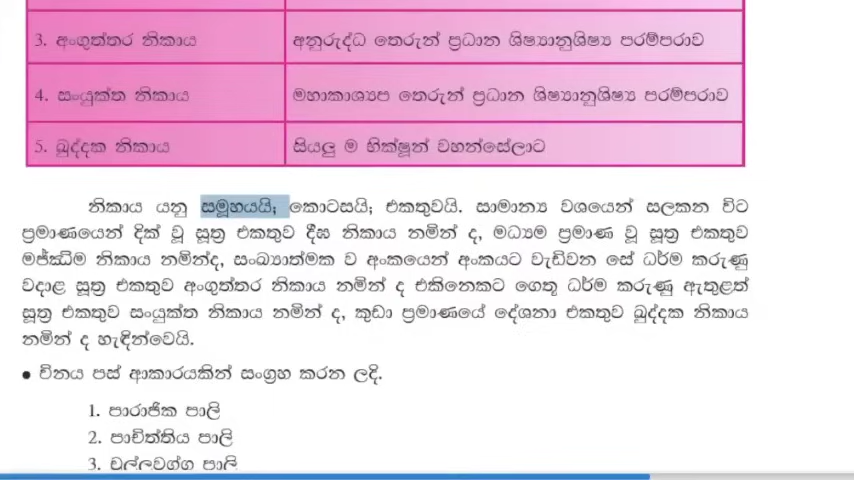 3. අංගුත්තර නිකාය අනුරුද්ධ තෙරුන් ප්‍රධාන ශිෂ්‍යානුශිෂ්‍ය පරම්පරාව
4. සංයුක්ත නිකාය මහාකාශ්‍යප තෙරුන් ප්‍රධාන ශිෂ්‍යානුශිෂ්‍ය පරම්පරාව
5. ඛුද්දක නිකාය සියලු ම භික්ෂූන් වහන්සේලාට
නිකාය යනු සමූහයයි; කොටසයි; එකතුවයි. සාමාන්‍ය වශයෙන් සලකන විට
ප්‍රමාණයෙන් දික් වූ සූත්‍ර එකතුව දීඝ නිකාය නමින් ද, මධ්‍යම ප්‍රමාණ වූ සූත්‍ර එකතුව
මජ්ඣිම නිකාය නමින්ද, සංඛ්‍යාත්මක ව අංකයෙන් අංකයට වැඩිවන සේ ධර්ම කරුණු
වදාළ සූත්‍ර එකතුව අංගුත්තර නිකාය නමින් ද එකිනෙකට ගෙතූ ධර්ම කරුණු ඇතුළත්
සූත්‍ර එකතුව සංයුක්ත නිකාය නමින් ද, කුඩා ප්‍රමාණයේ දේශනා එකතුව ඛුද්දක නිකාය
නමින් ද හැඳින්වෙයි.
• විනය පස් ආකාරයකින් සංග්‍රහ කරන ලදි.
1. පාරාජික පාලි
2. පාචිත්තිය පාලි
3. චුල්ලවග්ග පාලි